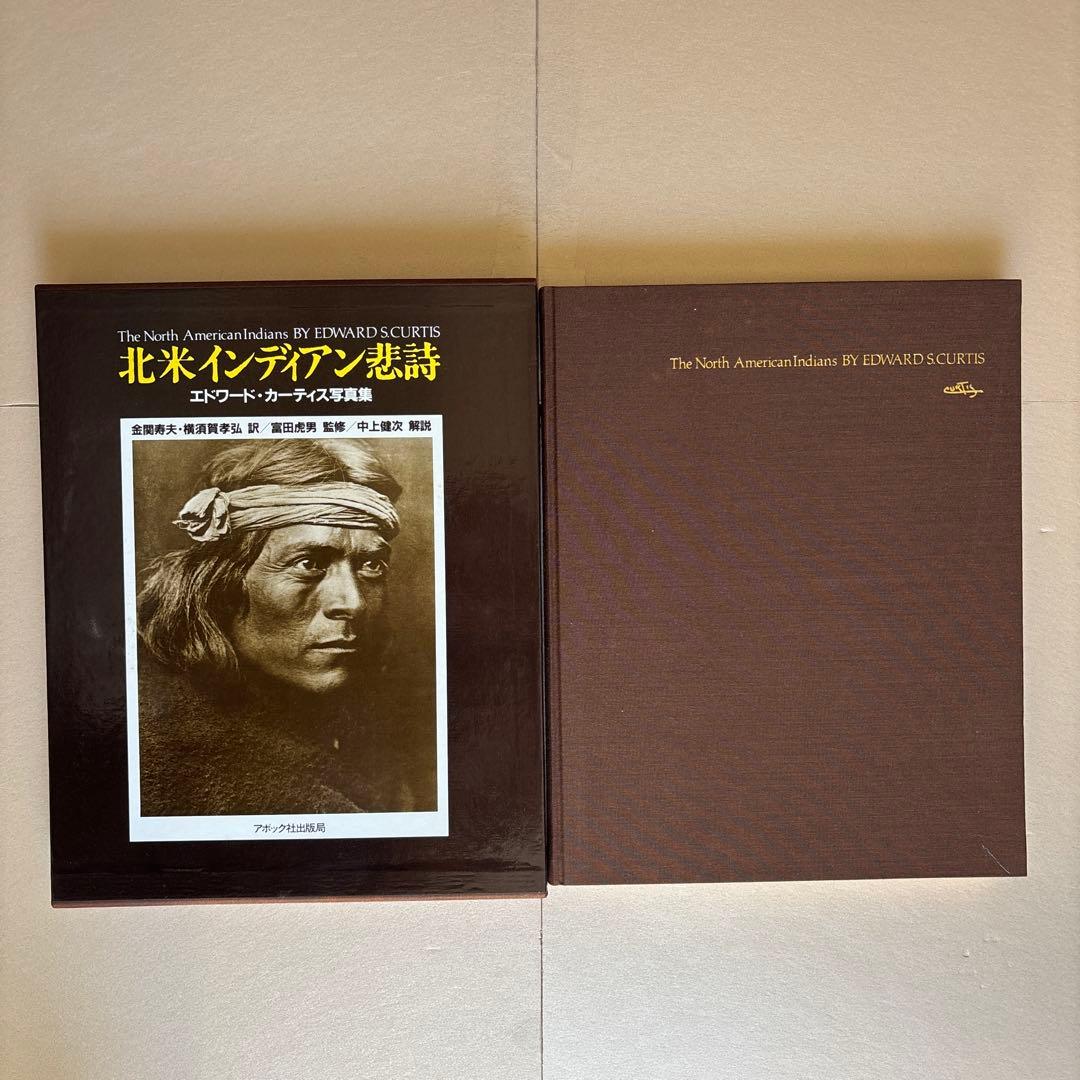 The North American Indians BY EDWARD S.CURTIS
北米インディアン悲詩
エドワード・カーティス写真集
金関寿夫・横須賀孝弘 訳／富田虎男 監修／中上健次 解説
アボック社出版局
The North American Indians BY EDWARD S.CURTIS
CURTIS